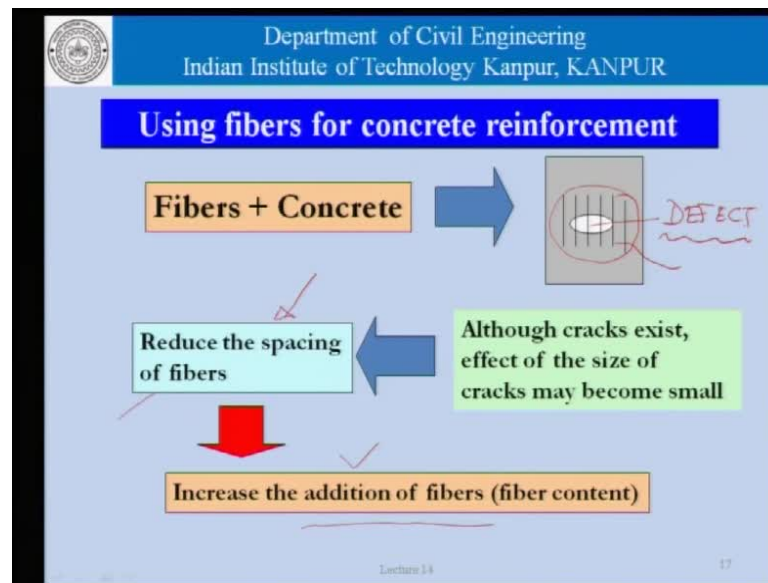 Department of Civil Engineering
Indian Institute of Technology Kanpur, KANPUR
Using fibers for concrete reinforcement
Fibers + Concrete
DEFECT
Reduce the spacing
of fibers
Although cracks exist,
effect of the size of
cracks may become small
Increase the addition of fibers (fiber content)
Lecture 14
17